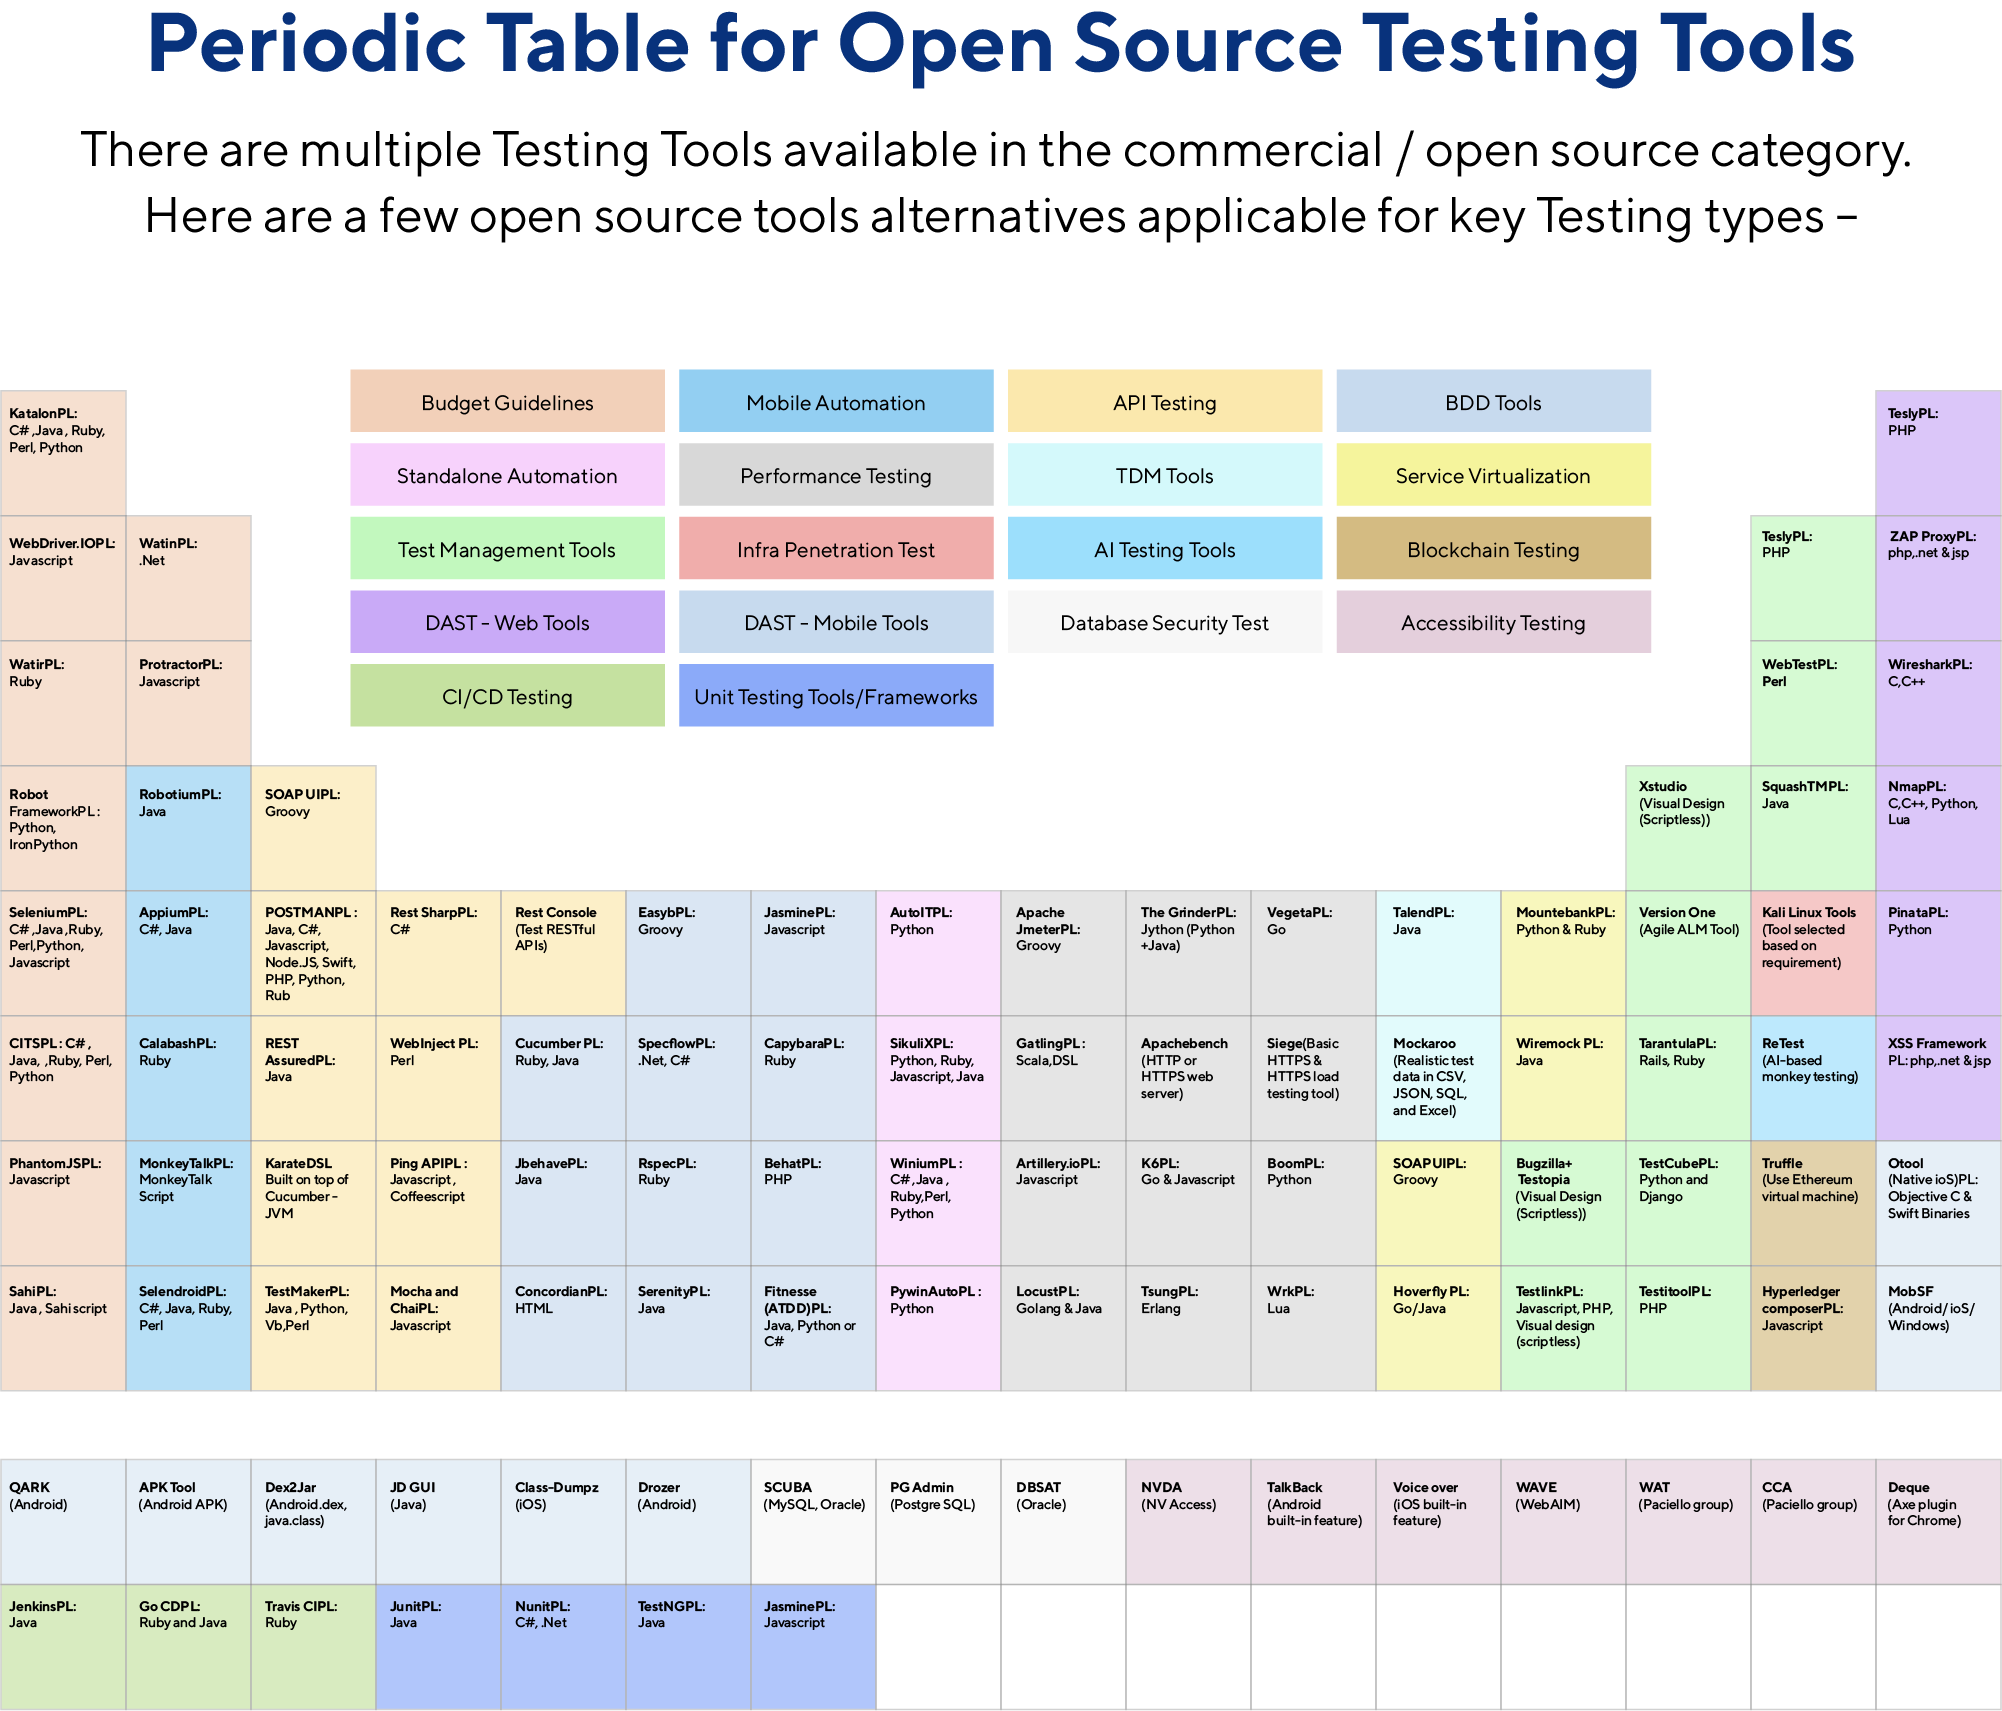 Periodic Table for Open Source Testing Tools
There are multiple Testing Tools available in the commercial / open source category.
Here are a few open source tools alternatives applicable for key Testing types –
Budget Guidelines
Mobile Automation
API Testing
BDD Tools
Standalone Automation
Performance Testing
TDM Tools
Service Virtualization
Test Management Tools
Infra Penetration Test
AI Testing Tools
Blockchain Testing
DAST - Web Tools
DAST - Mobile Tools
Database Security Test
Accessibility Testing
CI/CD Testing
Unit Testing Tools/Frameworks
KatalonPL:
C# ,Java , Ruby,
Perl, Python
TeslyPL:
PHP
WebDriver.IOPL:
Javascript
WatinPL:
.Net
TeslyPL:
PHP
ZAP ProxyPL:
php,.net & jsp
WatirPL:
Ruby
ProtractorPL:
Javascript
WebTestPL:
Perl
WiresharkPL:
C,C++
Robot
FrameworkPL :
Python,
IronPython
RobotiumPL:
Java
SOAP UIPL:
Groovy
Xstudio
(Visual Design
(Scriptless))
SquashTMPL:
Java
NmapPL:
C,C++, Python,
Lua
SeleniumPL:
C# ,Java ,Ruby,
Perl,Python,
Javascript
AppiumPL:
C#, Java
POSTMANPL :
Java, C#,
Javascript,
Node.JS, Swift,
PHP, Python,
Rub
Rest SharpPL:
C#
Rest Console
(Test RESTful
APIs)
EasybPL:
Groovy
JasminePL:
Javascript
AutoITPL:
Python
Apache
JmeterPL:
Groovy
The GrinderPL:
Jython (Python
+Java)
VegetaPL:
Go
TalendPL:
Java
MountebankPL:
Python & Ruby
Version One
(Agile ALM Tool)
Kali Linux Tools
(Tool selected
based on
requirement)
PinataPL:
Python
CITSPL : C# ,
Java, ,Ruby, Perl,
Python
CalabashPL:
Ruby
REST
AssuredPL:
Java
WebInject PL:
Perl
Cucumber PL:
Ruby, Java
SpecflowPL:
.Net, C#
CapybaraPL:
Ruby
SikuliXPL:
Python, Ruby,
Javascript, Java
GatlingPL :
Scala,DSL
Apachebench
(HTTP or
HTTPS web
server)
Siege(Basic
HTTPS &
HTTPS load
testing tool)
Mockaroo
(Realistic test
data in CSV,
JSON, SQL,
and Excel)
Wiremock PL:
Java
TarantulaPL:
Rails, Ruby
ReTest
(AI-based
monkey testing)
XSS Framework
PL: php,.net & jsp
PhantomJSPL:
Javascript
MonkeyTalkPL:
MonkeyTalk
Script
KarateDSL
Built on top of
Cucumber -
JVM
Ping APIPL :
Javascript ,
Coffeescript
JbehavePL:
Java
RspecPL:
Ruby
BehatPL:
PHP
WiniumPL :
C# ,Java ,
Ruby,Perl,
Python
Artillery.ioPL:
Javascript
K6PL:
Go & Javascript
BoomPL:
Python
SOAPUIPL:
Groovy
Bugzilla+
Testopia
(Visual Design
(Scriptless))
TestCubePL:
Python and
Django
Truffle
(Use Ethereum
virtual machine)
Otool
(Native ioS)PL:
Objective C &
Swift Binaries
SahiPL:
Java , Sahi script
SelendroidPL:
C#, Java, Ruby,
Perl
TestMakerPL:
Java , Python,
Vb,Perl
Mocha and
ChaiPL:
Javascript
ConcordianPL:
HTML
SerenityPL:
Java
Fitnesse
(ATDD)PL:
Java, Python or
C#
PywinAutoPL :
Python
LocustPL:
Golang & Java
TsungPL:
Erlang
WrkPL:
Lua
Hoverfly PL:
Go/Java
TestlinkPL:
Javascript, PHP,
Visual design
(scriptless)
TestitoolPL:
PHP
Hyperledger
composerPL:
Javascript
MobSF
(Android/ ioS/
Windows)
QARK
(Android)
APK Tool
(Android APK)
Dex2Jar
(Android.dex,
java.class)
JD GUI
(Java)
Class-Dumpz
(iOS)
Drozer
(Android)
SCUBA
(MySQL, Oracle)
PG Admin
(Postgre SQL)
DBSAT
(Oracle)
NVDA
(NV Access)
TalkBack
(Android
built-in feature)
Voice over
(iOS built-in
feature)
WAVE
(WebAIM)
WAT
(Paciello group)
CCA
(Paciello group)
Deque
(Axe plugin
for Chrome)
JenkinsPL:
Java
Go CDPL:
Ruby and Java
Travis CIPL:
Ruby
JunitPL:
Java
NunitPL:
C#, .Net
TestNGPL:
Java
JasminePL:
Javascript